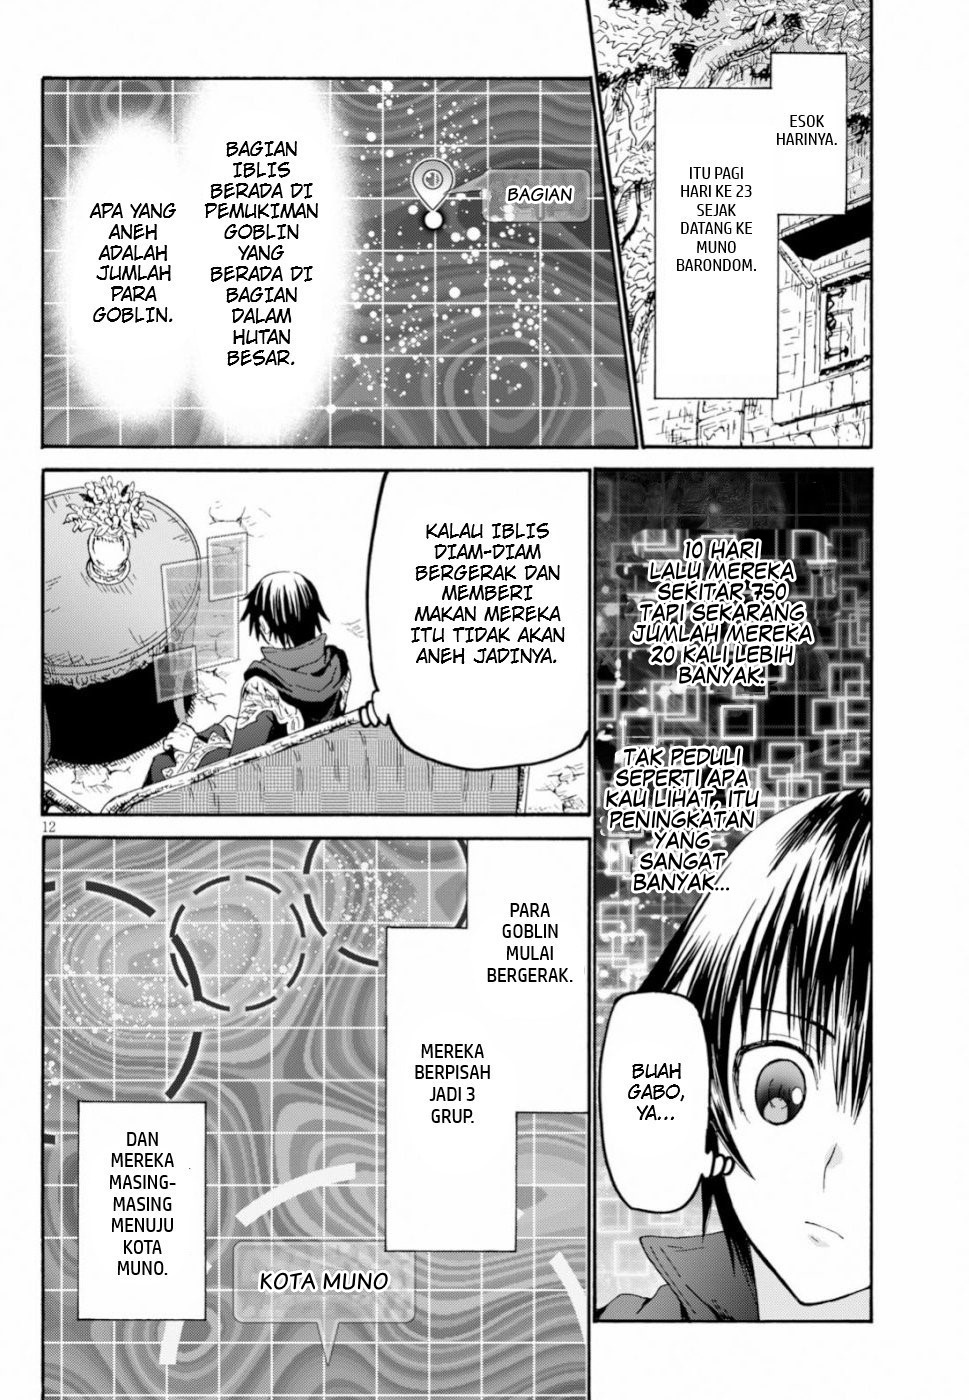 ESOK
HARINYA.
ITU PAGI
HARI KE 23
SEJAK
DATANG KE
MUNO
BARONDOM.
BAGIAN
BAGIAN
IBLIS
BERADA DI
PEMUKIMAN
GOBLIN
YANG
BERADA DI
BAGIAN
DALAM
HUTAN
BESAR.
APA YANG
ANEH
ADALAH
JUMLAH
PARA
GOBLIN.
10 HARI
LALU MEREKA
SEKITAR 750
TAPI SEKARANG
JUMLAH MEREKA
20 KALI LEBIH
BANYAK.
TAK PEDULI
SEPERTI APA
KAU LIHAT, ITU
PENINGKATAN
YANG
SANGAT
BANYAK...
BUAH
GABO,
YA...
KALAU IBLIS
DIAM-DIAM
BERGERAK DAN
MEMBERI
MAKAN MEREKA
ITU TIDAK AKAN
ANEH JADINYA.
12
PARA
GOBLIN
MULAI
BERGERAK.
MEREKA
BERPISAH
JADI 3
GRUP.
DAN
MEREKA
MASING-
MASING
MENUJU
KOTA
MUNO.
KOTA MUNO